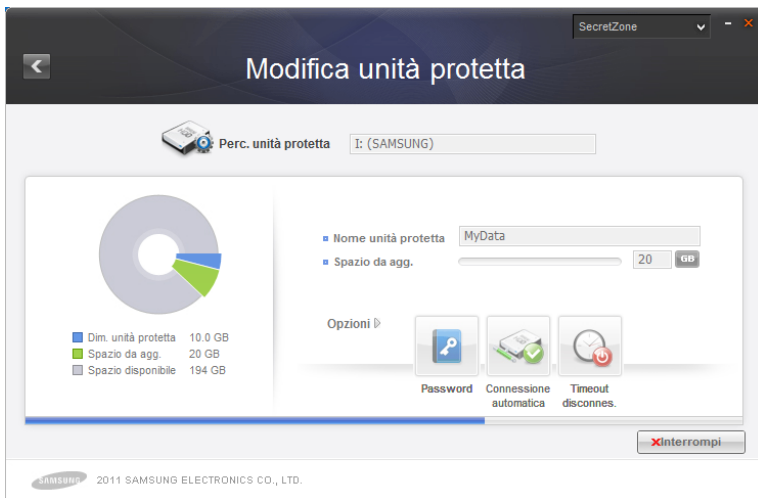 SecretZone
Modifica unità protetta
Perc. unità protetta I: (SAMSUNG)
Nome unità protetta MyData
Spazio da agg. 20 GB
Dim. unità protetta 10.0 GB
Spazio da agg. 20 GB
Spazio disponibile 194 GB
Opzioni
Password
Connessione automatica
Timeout disconnes.
Interrompi
SAMSUNG 2011 SAMSUNG ELECTRONICS CO., LTD.